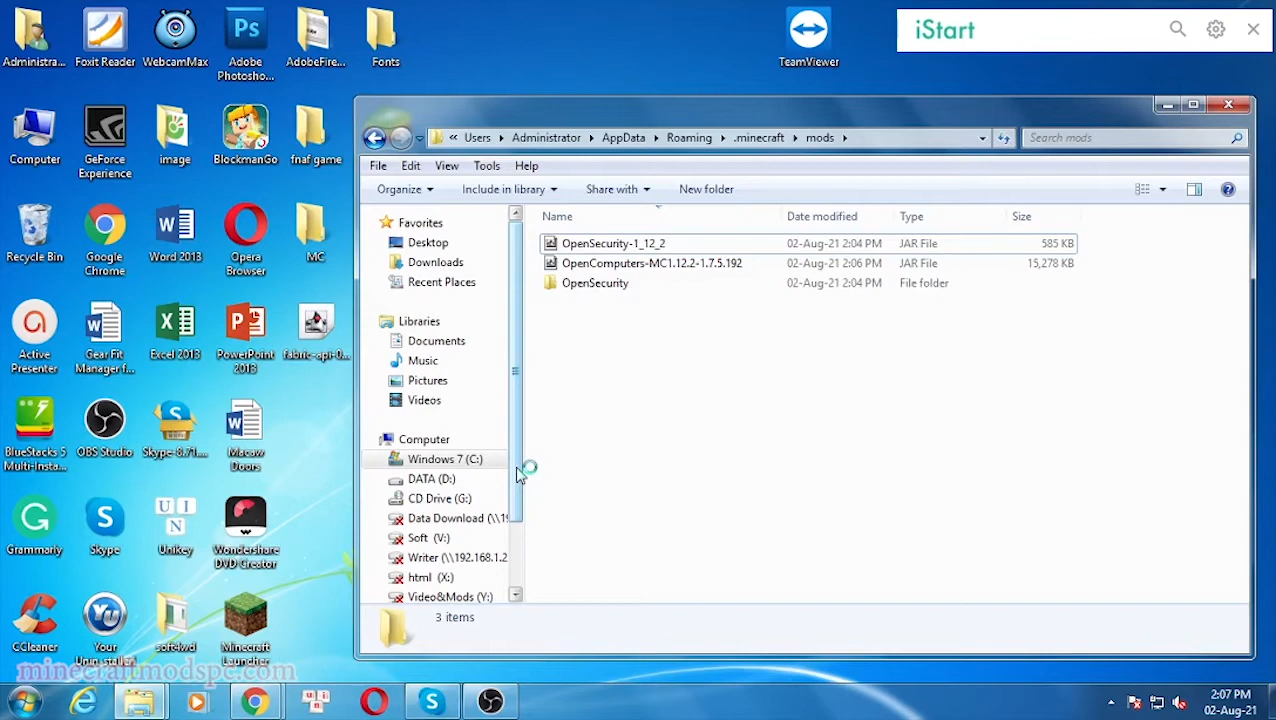 Administra...
Foxit Reader
WebcamMax
Adobe
Photosho...
AdobeFire...
Fonts
TeamViewer
iStart
Computer
GeForce
Experience
image
BlockmanGo
fnaf game
Recycle Bin
Google
Chrome
Word 2013
Opera
Browser
MC
Active
Presenter
Gear Fit
Manager f...
Excel 2013
PowerPoint
2013
fabric-api-0...
BlueStacks 5
Multi-Insta...
OBS Studio
Skype-8.71....
Macaw
Doors
Grammarly
Skype
Unikey
Wondershare
DVD Creator
CCleaner
Your
Unin_staller
soft4wd
Minecraft
Launcher
minecraftmodspc.com
« Users Administrator AppData Roaming .minecraft mods
Search mods
File Edit View Tools Help
Organize Include in library Share with New folder
Favorites
Desktop
Downloads
Recent Places
Libraries
Documents
Music
Pictures
Videos
Computer
Windows 7 (C:)
DATA (D:)
CD Drive (G:)
Data Download (\\19
Soft (V:)
Writer (\\192.168.1.2
html (X:)
Video&Mods (Y:)
Name Date modified Type Size
OpenSecurity-1_12_2 02-Aug-21 2:04 PM JAR File 585 KB
OpenComputers-MC1.12.2-1.7.5.192 02-Aug-21 2:06 PM JAR File 15,278 KB
OpenSecurity 02-Aug-21 2:04 PM File folder
3 items
2:07 PM
02-Aug-21